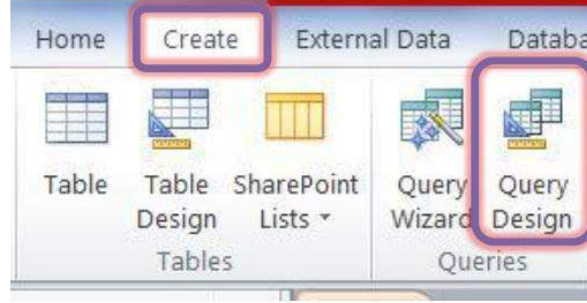 Home Create External Data Databa
Table Table SharePoint Query Query
Design Lists Wizard Design
Tables Queries